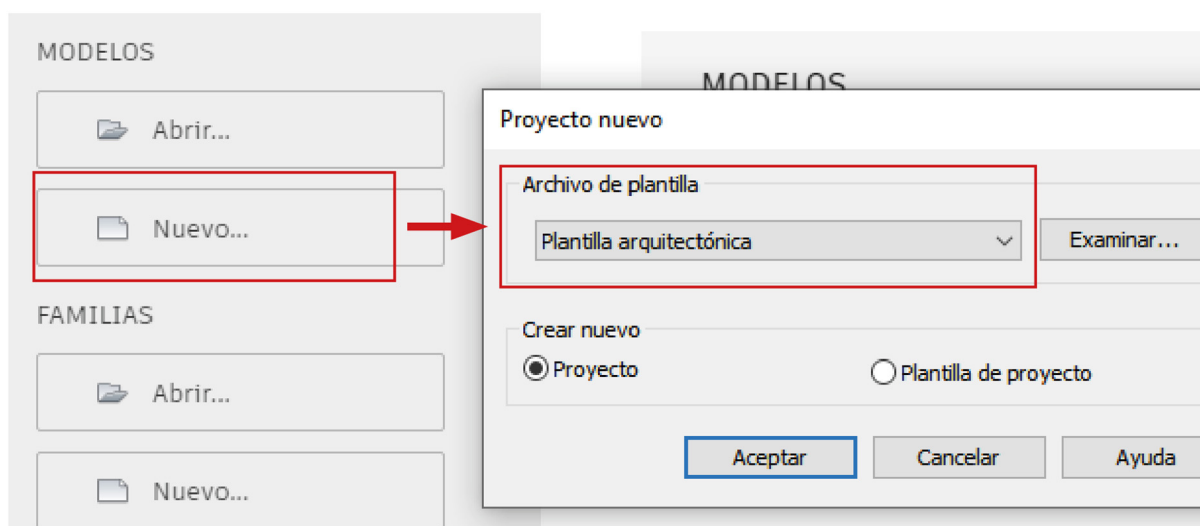 MODELOS
Abrir...
Nuevo...
FAMILIAS
Abrir...
Nuevo...
MODELOS
Proyecto nuevo
Archivo de plantilla
Plantilla arquitectónica
Examinar...
Crear nuevo
Proyecto
Plantilla de proyecto
Aceptar
Cancelar
Ayuda